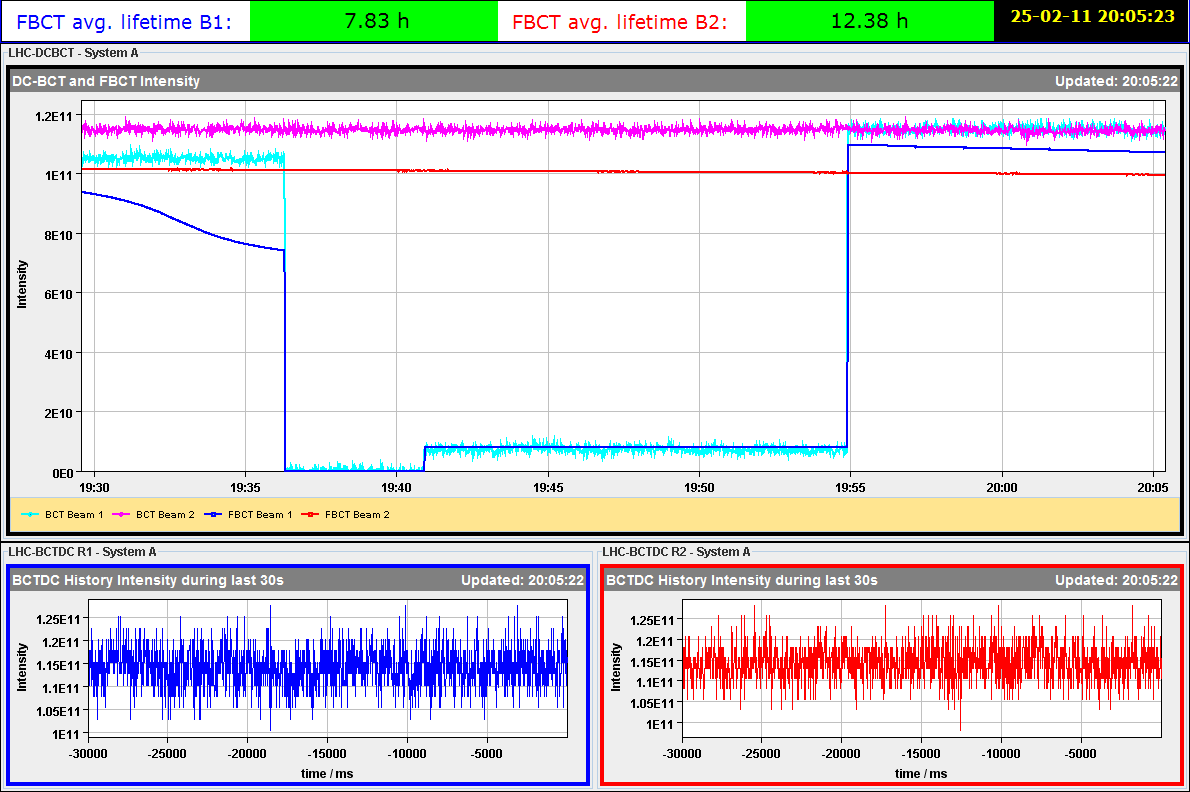 FBCT avg. lifetime B1: 7.83 h FBCT avg. lifetime B2: 12.38 h 25-02-11 20:05:23
LHC-DCBCT - System A
DC-BCT and FBCT Intensity Updated: 20:05:22
1.2E11
1E11
8E10
6E10
4E10
2E10
0E0
Intensity
19:30 19:35 19:40 19:45 19:50 19:55 20:00 20:05
BCT Beam 1 BCT Beam 2 FBCT Beam 1 FBCT Beam 2
LHC-BCTDC R1 - System A
BCTDC History Intensity during last 30s Updated: 20:05:22
1.25E11
1.2E11
1.15E11
1.1E11
1.05E11
1E11
Intensity
-30000 -25000 -20000 -15000 -10000 -5000
time / ms
LHC-BCTDC R2 - System A
BCTDC History Intensity during last 30s Updated: 20:05:22
1.25E11
1.2E11
1.15E11
1.1E11
1.05E11
1E11
Intensity
-30000 -25000 -20000 -15000 -10000 -5000
time / ms